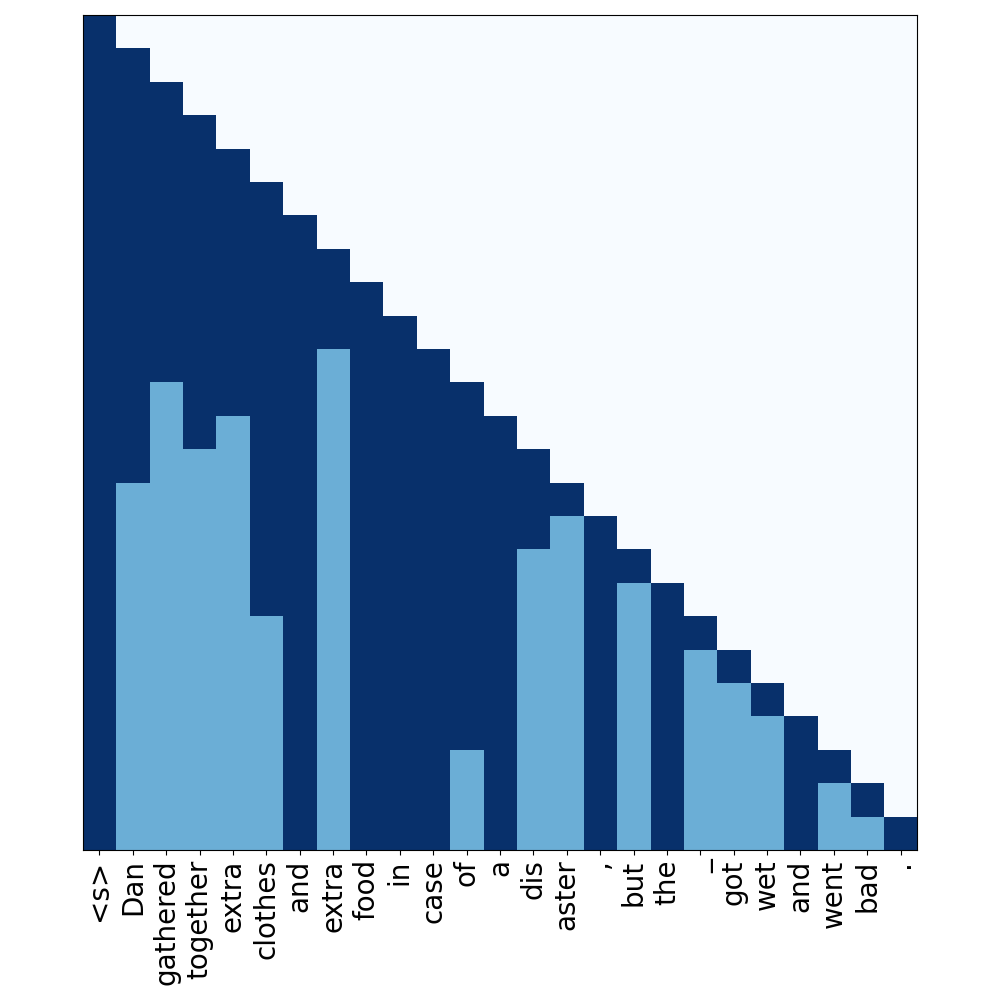 <s> Dan gathered together extra clothes and extra food in case of a dis aster , but the _ got wet and went bad .